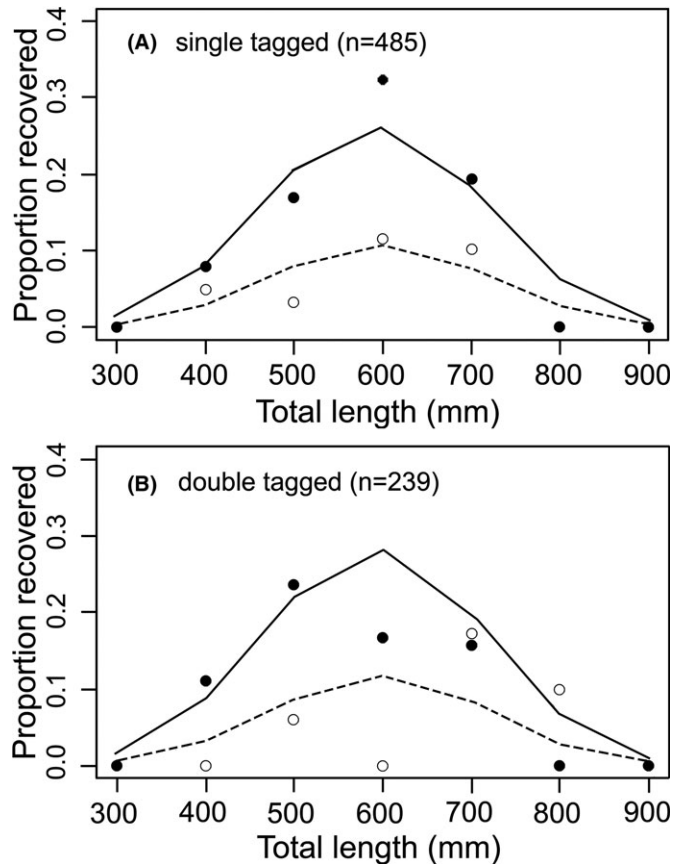 (A) single tagged (n=485)
Proportion recovered
0.4
0.3
0.2
0.1
0.0
300 400 500 600 700 800 900
Total length (mm)
(B) double tagged (n=239)
Proportion recovered
0.4
0.3
0.2
0.1
0.0
300 400 500 600 700 800 900
Total length (mm)